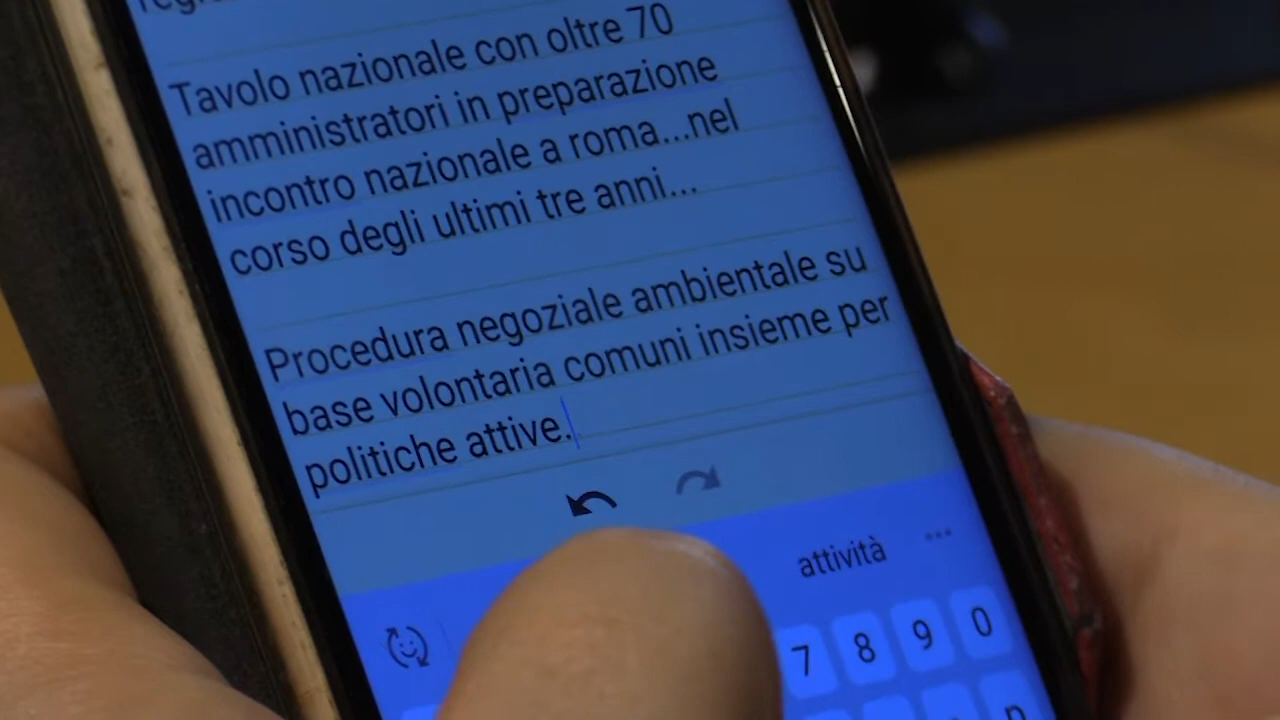 Tavolo nazionale con oltre 70
amministratori in preparazione
incontro nazionale a roma...nel
corso degli ultimi tre anni...
Procedura negoziale ambientale su
base volontaria comuni insieme per
politiche attive.
attività
7 8 9 0
p